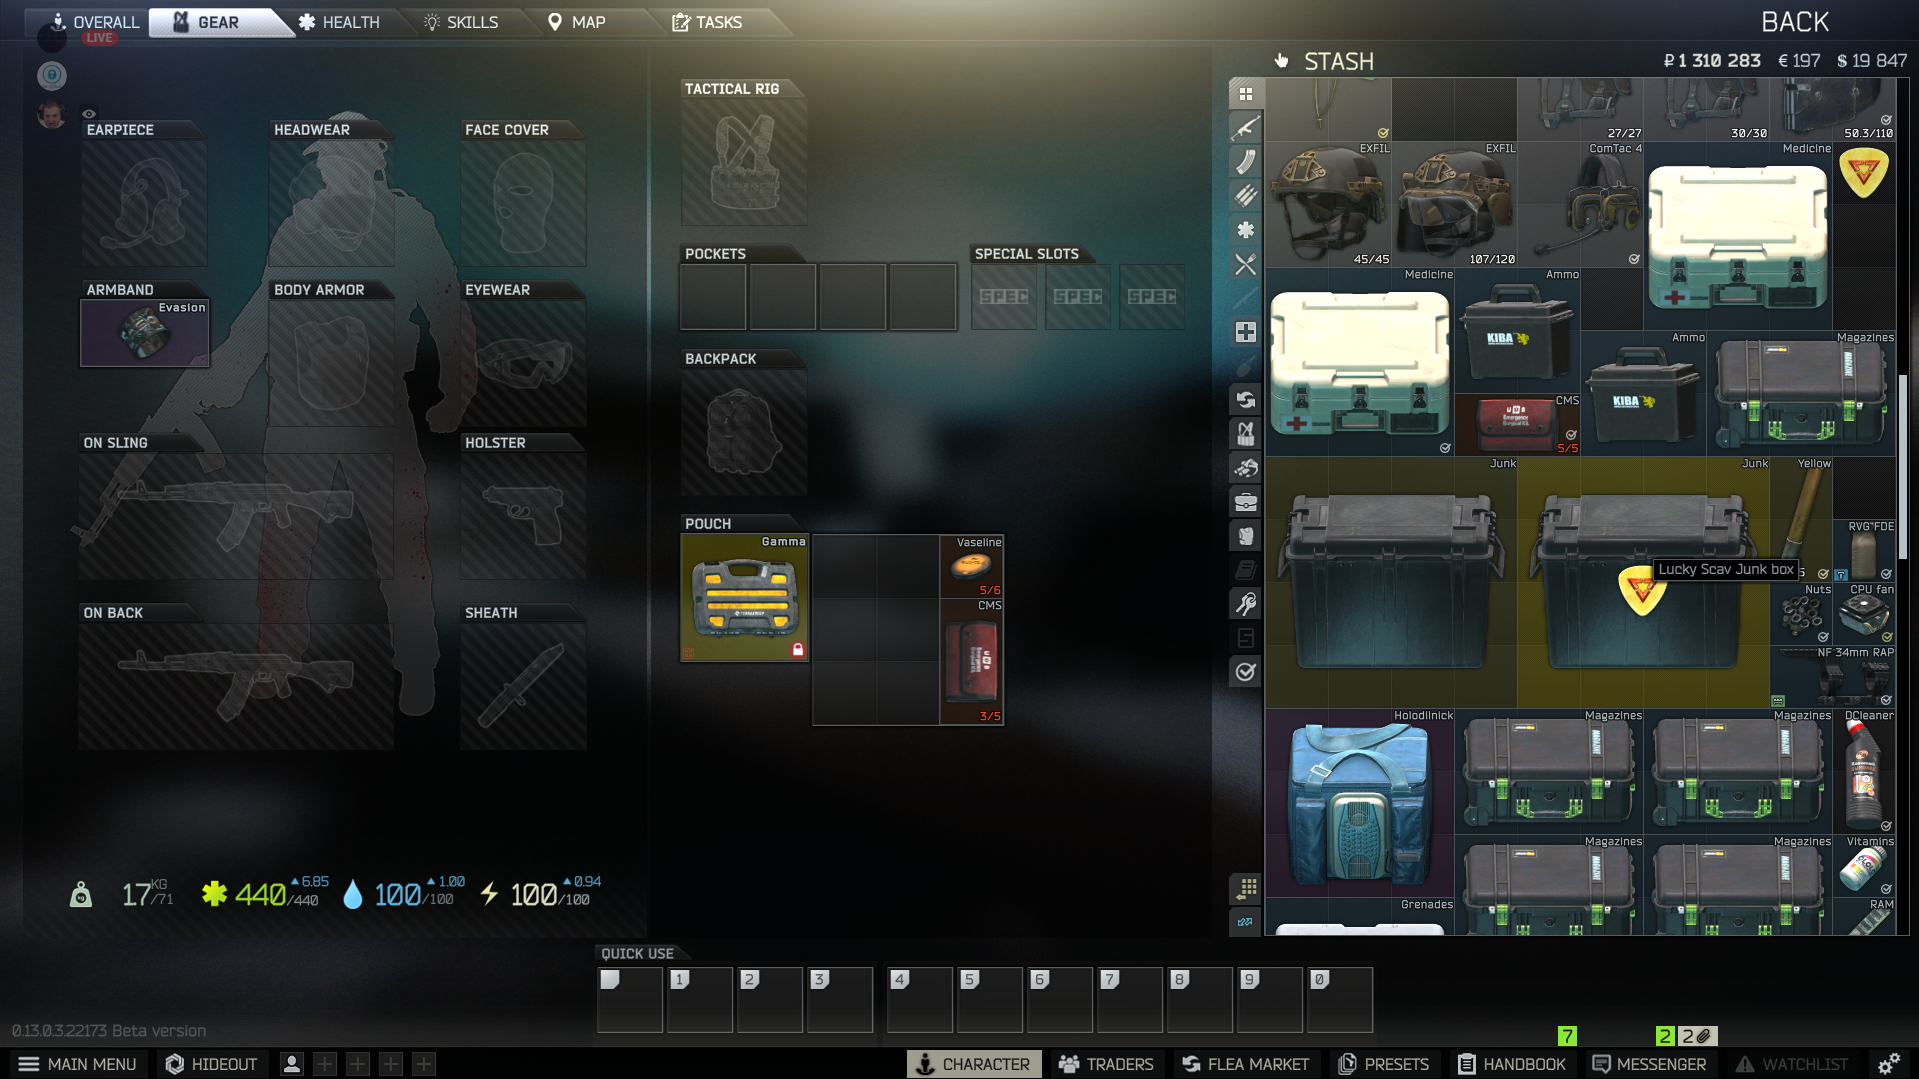 OVERALL
GEAR
HEALTH
SKILLS
MAP
TASKS
BACK
LIVE
STASH
₽ 1 310 283
€ 197
$ 19 847
EARPIECE
HEADWEAR
FACE COVER
ARMBAND
Evasion
BODY ARMOR
EYEWEAR
ON SLING
HOLSTER
ON BACK
SHEATH
TACTICAL RIG
POCKETS
SPECIAL SLOTS
SPEC
SPEC
SPEC
BACKPACK
POUCH
Gamma
Vaseline
5/6
CMS
3/5
27/27
30/30
50.3/110
EXFIL
EXFIL
ComTac 4
Medicine
45/45
107/120
Medicine
Ammo
KIBA
Ammo
KIBA
Magazines
CMS
5/5
Junk
Junk
Yellow
RVG FDE
Lucky Scav Junk box
Nuts
CPU fan
NF 34mm RAP
Holodilnick
Magazines
Magazines
DCleaner
Magazines
Magazines
Vitamins
Grenades
RAM
17 KG /71
440 /440 ▲6.85
100 /100 ▲1.00
100 /100 ▲0.94
QUICK USE
1
2
3
4
5
6
7
8
9
0
0.13.0.3.22173 Beta version
7
2
2
MAIN MENU
HIDEOUT
CHARACTER
TRADERS
FLEA MARKET
PRESETS
HANDBOOK
MESSENGER
WATCHLIST